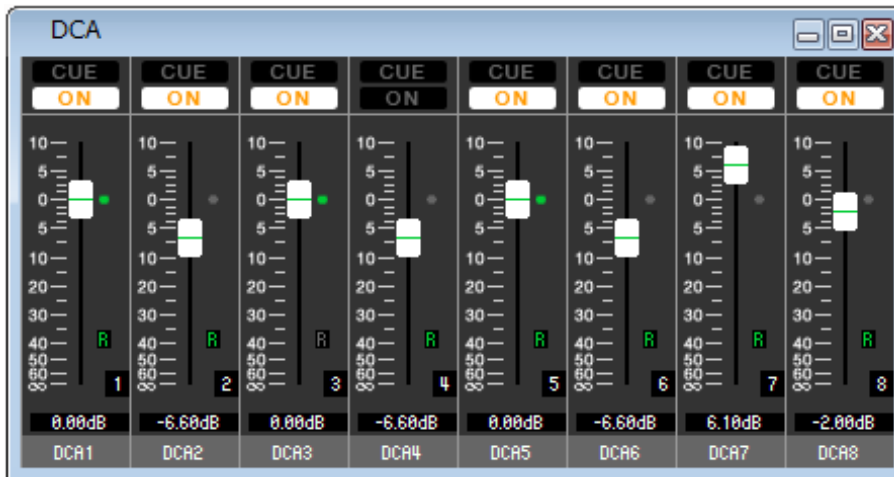 DCA
CUE CUE CUE CUE CUE CUE CUE CUE
ON ON ON ON ON ON ON ON
10 10 10 10 10 10 10 10
5 5 5 5 5 5 5 5
0 0 0 0 0 0 0 0
5 5 5 5 5 5 5 5
10 10 10 10 10 10 10 10
20 20 20 20 20 20 20 20
30 30 30 30 30 30 30 30
R R R R R R R R
40 40 40 40 40 40 40 40
50 50 50 50 50 50 50 50
60 60 60 60 60 60 60 60
∞ 1 ∞ 2 ∞ 3 ∞ 4 ∞ 5 ∞ 6 ∞ 7 ∞ 8
0.00dB -6.60dB 0.00dB -6.60dB 0.00dB -6.60dB 6.10dB -2.00dB
DCA1 DCA2 DCA3 DCA4 DCA5 DCA6 DCA7 DCA8